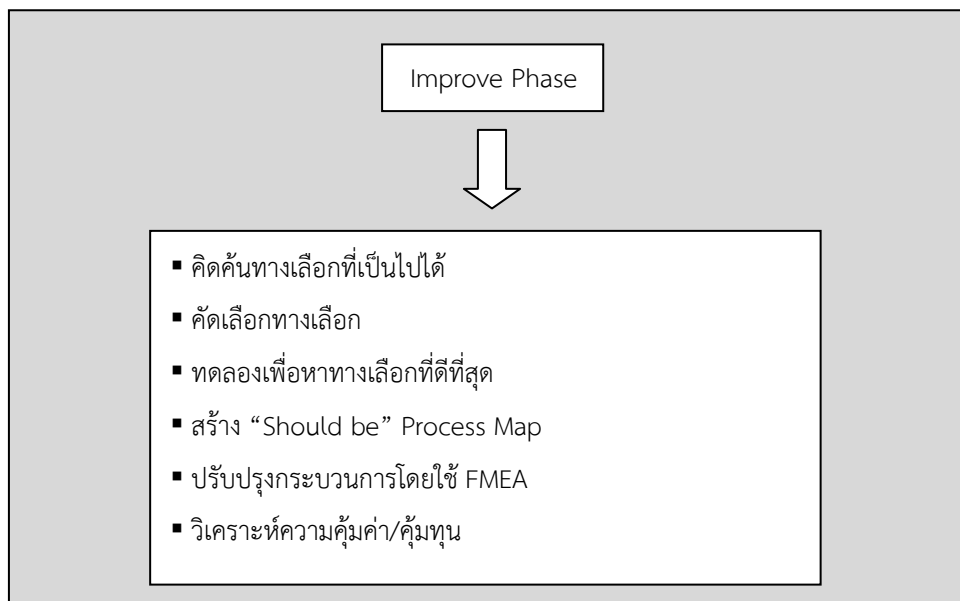 Improve Phase
▪ คิดค้นทางเลือกที่เป็นไปได้
▪ คัดเลือกทางเลือก
▪ ทดลองเพื่อหาทางเลือกที่ดีที่สุด
▪ สร้าง “Should be” Process Map
▪ ปรับปรุงกระบวนการโดยใช้ FMEA
▪ วิเคราะห์ความคุ้มค่า/คุ้มทุน